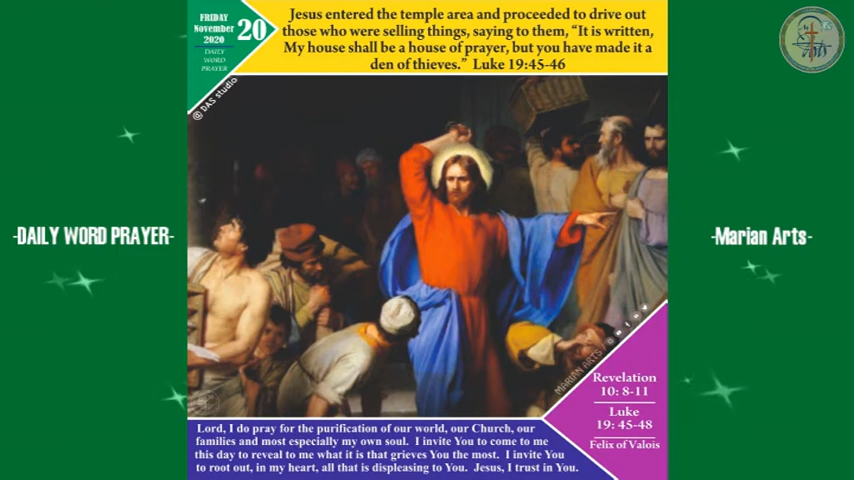 FRIDAY
November
2020
20
DAILY
WORD
PRAYER
Jesus entered the temple area and proceeded to drive out
those who were selling things, saying to them, “It is written,
My house shall be a house of prayer, but you have made it a
den of thieves.” Luke 19:45-46
@ DAS studio
-DAILY WORD PRAYER-
-Marian Arts-
MARIAN ARTS
Revelation
10: 8-11
Luke
19: 45-48
Felix of Valois
Lord, I do pray for the purification of our world, our Church, our
families and most especially my own soul. I invite You to come to me
this day to reveal to me what it is that grieves You the most. I invite You
to root out, in my heart, all that is displeasing to You. Jesus, I trust in You.